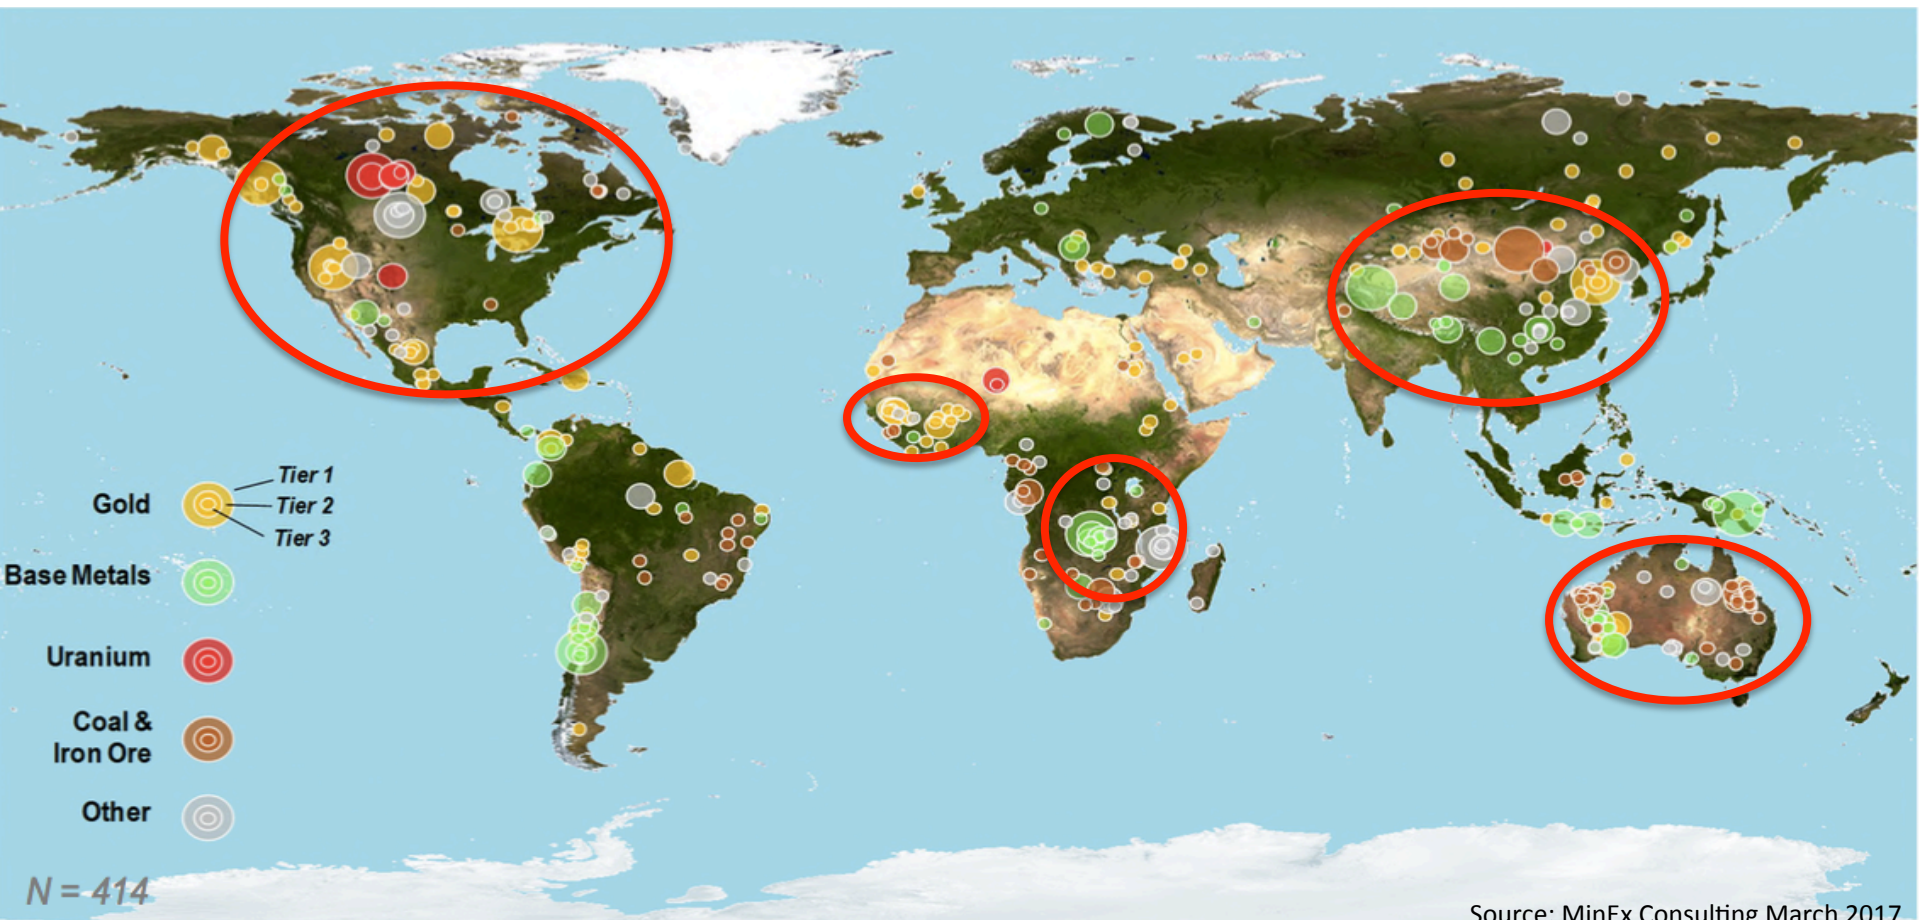 Gold
Tier 1
Tier 2
Tier 3
Base Metals
Uranium
Coal &
Iron Ore
Other
N = 414
Source: MinEx Consulting March 2017